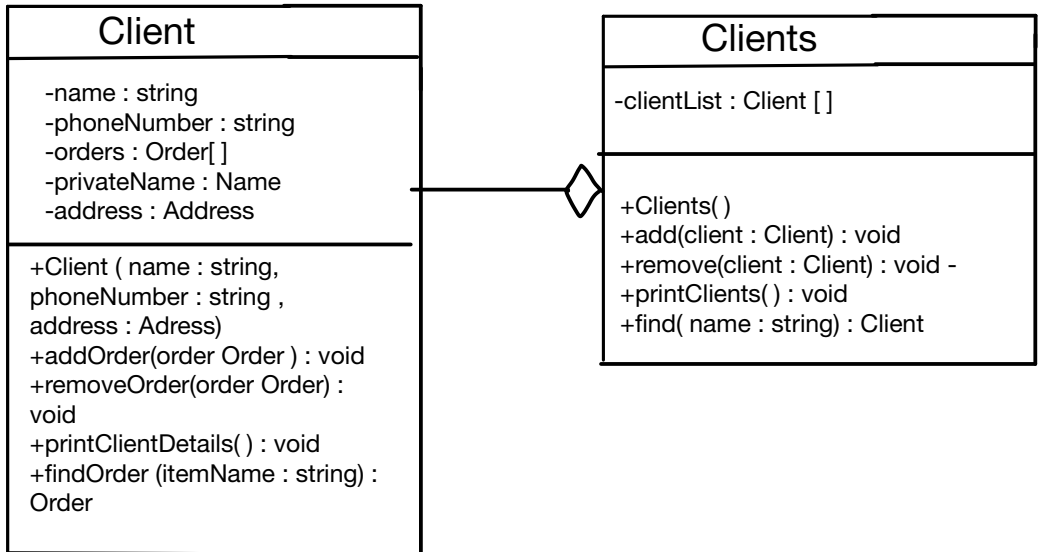 Client
-name : string
-phoneNumber : string
-orders : Order[ ]
-privateName : Name
-address : Address
+Client ( name : string,
phoneNumber : string ,
address : Adress)
+addOrder(order Order ) : void
+removeOrder(order Order) :
void
+printClientDetails( ) : void
+findOrder (itemName : string) :
Order
Clients
-clientList : Client [ ]
+Clients( )
+add(client : Client) : void
+remove(client : Client) : void -
+printClients( ) : void
+find( name : string) : Client